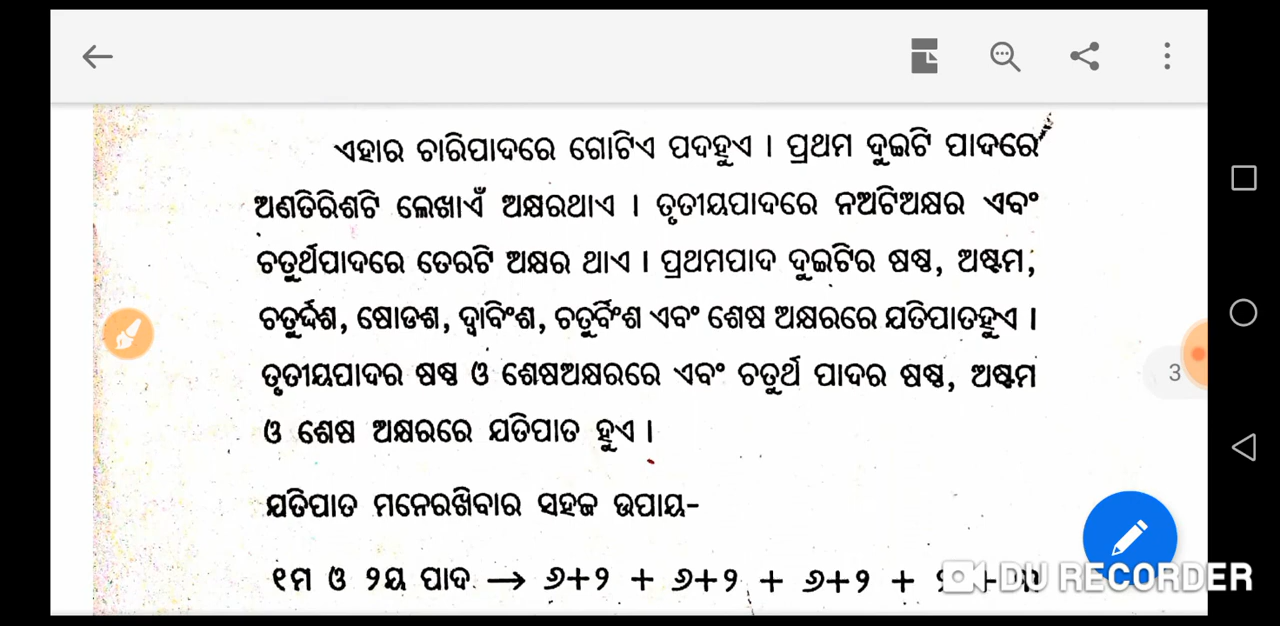 ଏହାର ଚାରିପାଦରେ ଗୋଟିଏ ପଦହୁଏ । ପ୍ରଥମ ଦୁଇଟି ପାଦରେ
ଅଣତିରିଶଟି ଲେଖାଏଁ ଅକ୍ଷରଥାଏ । ତୃତୀୟପାଦରେ ନଅଟିଅକ୍ଷର ଏବଂ
ଚତୁର୍ଥପାଦରେ ତେରଟି ଅକ୍ଷର ଥାଏ । ପ୍ରଥମପାଦ ଦୁଇଟିର ଷଷ୍ଠ, ଅଷ୍ଟମ,
ଚତୁର୍ଦ୍ଦଶ, ଷୋଡଶ, ଦ୍ୱାବିଂଶ, ଚତୁର୍ବିଂଶ ଏବଂ ଶେଷ ଅକ୍ଷରରେ ଯତିପାତହୁଏ ।
ତୃତୀୟପାଦର ଷଷ୍ଠ ଓ ଶେଷଅକ୍ଷରରେ ଏବଂ ଚତୁର୍ଥ ପାଦର ଷଷ୍ଠ, ଅଷ୍ଟମ
3
ଓ ଶେଷ ଅକ୍ଷରରେ ଯତିପାତ ହୁଏ ।
ଯତିପାତ ମନେରଖିବାର ସହଜ ଉପାୟ-
୧ମ ଓ ୨ୟ ପାଦ → ୬+୨ + ୬+୨ + ୬+୨ +
DU RECORDER